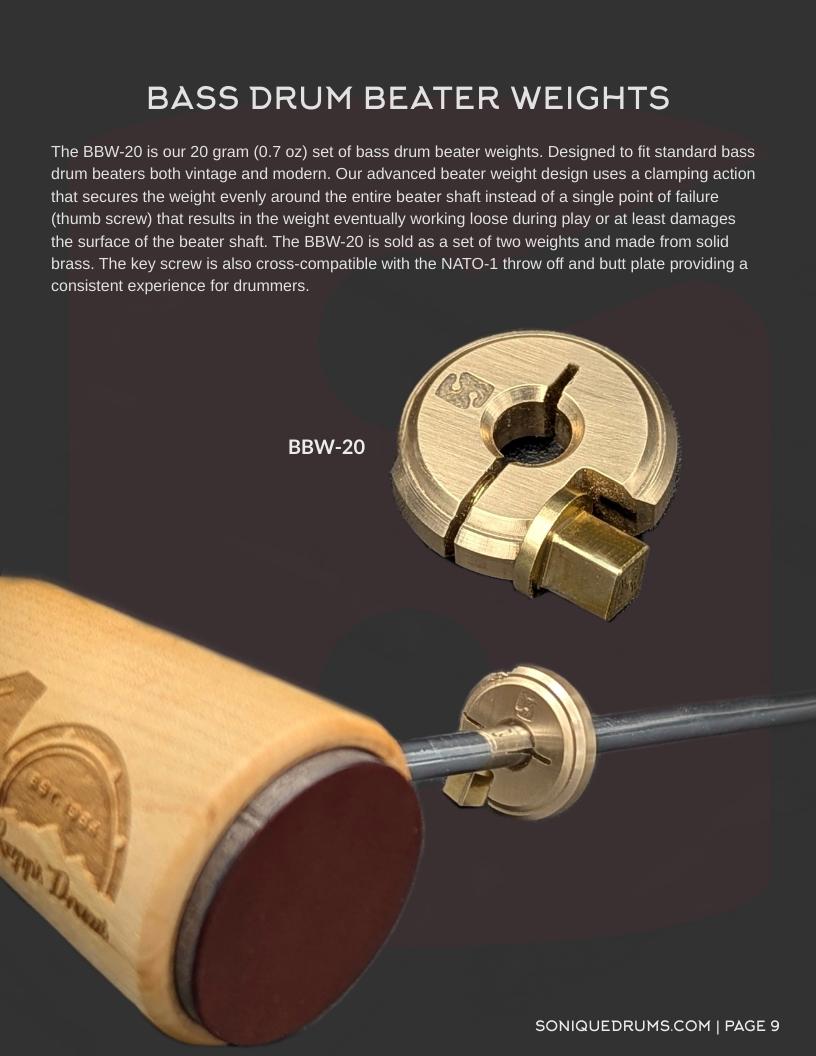 BASS DRUM BEATER WEIGHTS
The BBW-20 is our 20 gram (0.7 oz) set of bass drum beater weights. Designed to fit standard bass
drum beaters both vintage and modern. Our advanced beater weight design uses a clamping action
that secures the weight evenly around the entire beater shaft instead of a single point of failure
(thumb screw) that results in the weight eventually working loose during play or at least damages
the surface of the beater shaft. The BBW-20 is sold as a set of two weights and made from solid
brass. The key screw is also cross-compatible with the NATO-1 throw off and butt plate providing a
consistent experience for drummers.
BBW-20
Drums
SONIQUEDRUMS.COM | PAGE 9